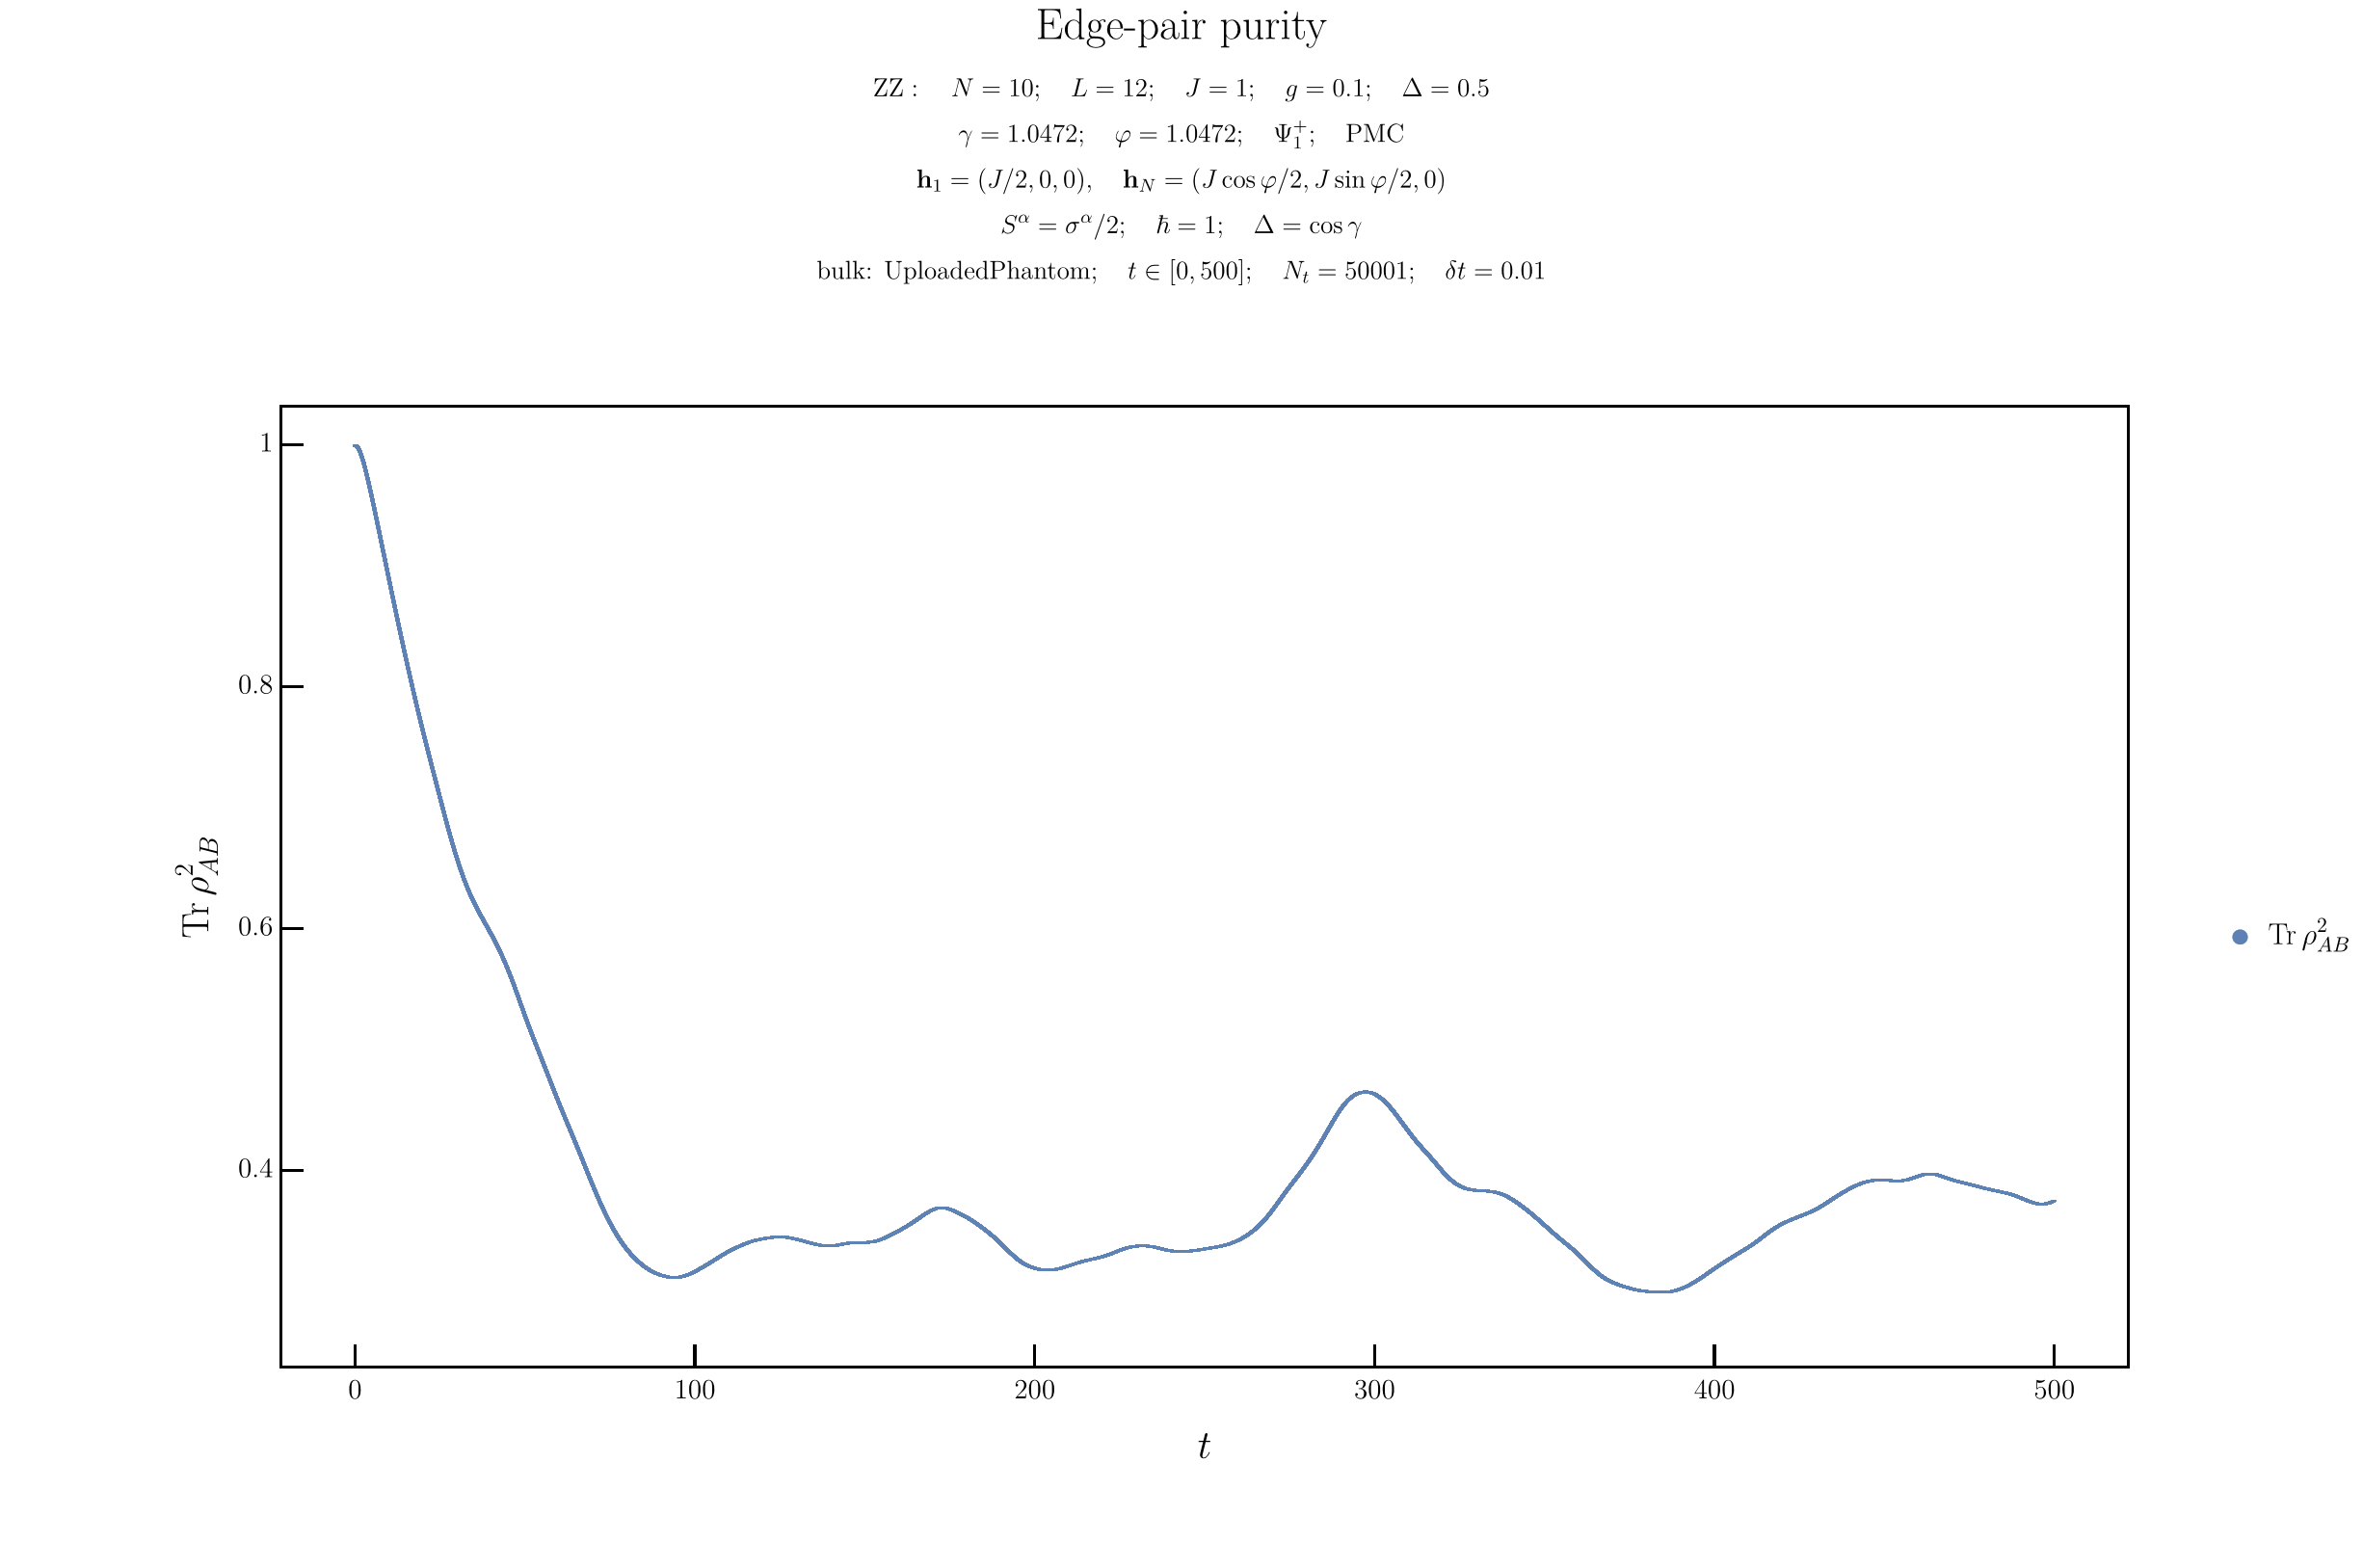 Edge-pair purity
ZZ : N = 10; L = 12; J = 1; g = 0.1; Δ = 0.5
γ = 1.0472; φ = 1.0472; Ψ₁⁺; PMC
𝐡₁ = (J/2, 0, 0), 𝐡_N = (J cos φ/2, J sin φ/2, 0)
S^α = σ^α/2; ℏ = 1; Δ = cos γ
bulk: UploadedPhantom; t ∈ [0, 500]; N_t = 50001; δt = 0.01
1
0.8
0.6
0.4
Tr ρ²_AB
0 100 200 300 400 500
t
Tr ρ²_AB